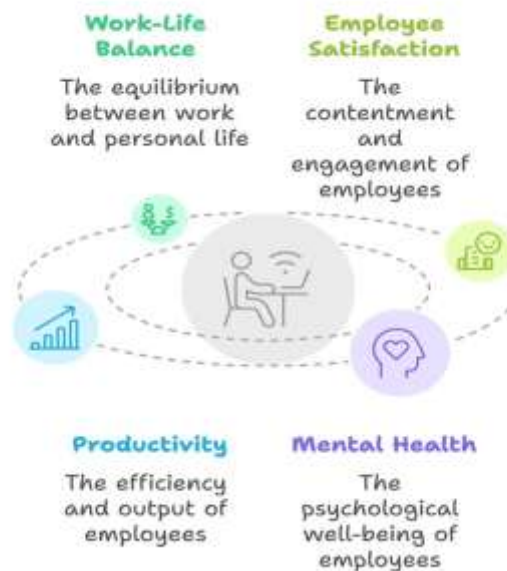 Work-Life
Balance
The equilibrium
between work
and personal life
Employee
Satisfaction
The
contentment
and
engagement of
employees
Productivity
The efficiency
and output of
employees
Mental Health
The
psychological
well-being of
employees